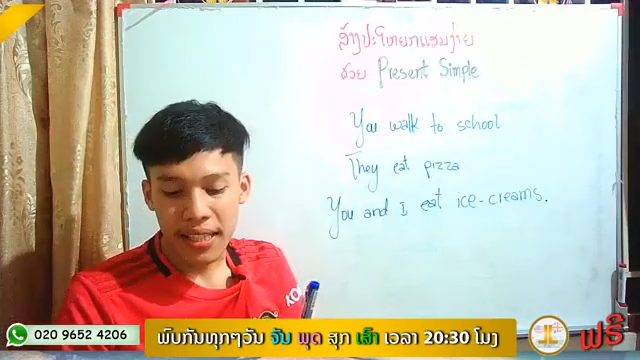 ສ້າງປະໂຫຍກແສນງ່າຍ
ດ້ວຍ Present Simple
You walk to school
They eat pizza
You and I eat ice-creams.
020 9652 4206
ພົບກັນທຸກໆວັນ ຈັນ ພຸດ ສຸກ ເສົາ ເວລາ 20:30 ໂມງ
ຟຣີ